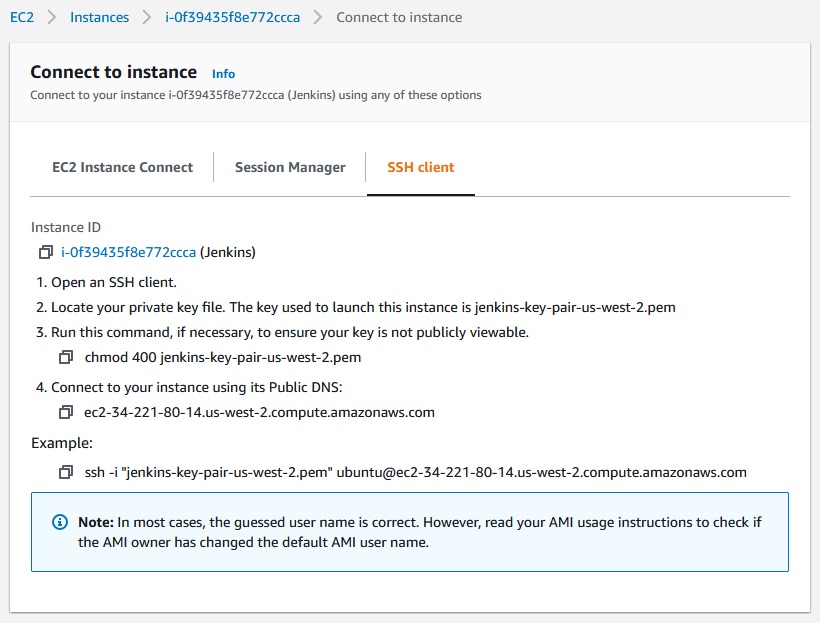 EC2 > Instances > i-0f39435f8e772ccca > Connect to instance
Connect to instance Info
Connect to your instance i-0f39435f8e772ccca (Jenkins) using any of these options
EC2 Instance Connect Session Manager SSH client
Instance ID
i-0f39435f8e772ccca (Jenkins)
1. Open an SSH client.
2. Locate your private key file. The key used to launch this instance is jenkins-key-pair-us-west-2.pem
3. Run this command, if necessary, to ensure your key is not publicly viewable.
chmod 400 jenkins-key-pair-us-west-2.pem
4. Connect to your instance using its Public DNS:
ec2-34-221-80-14.us-west-2.compute.amazonaws.com
Example:
ssh -i "jenkins-key-pair-us-west-2.pem" ubuntu@ec2-34-221-80-14.us-west-2.compute.amazonaws.com
Note: In most cases, the guessed user name is correct. However, read your AMI usage instructions to check if
the AMI owner has changed the default AMI user name.